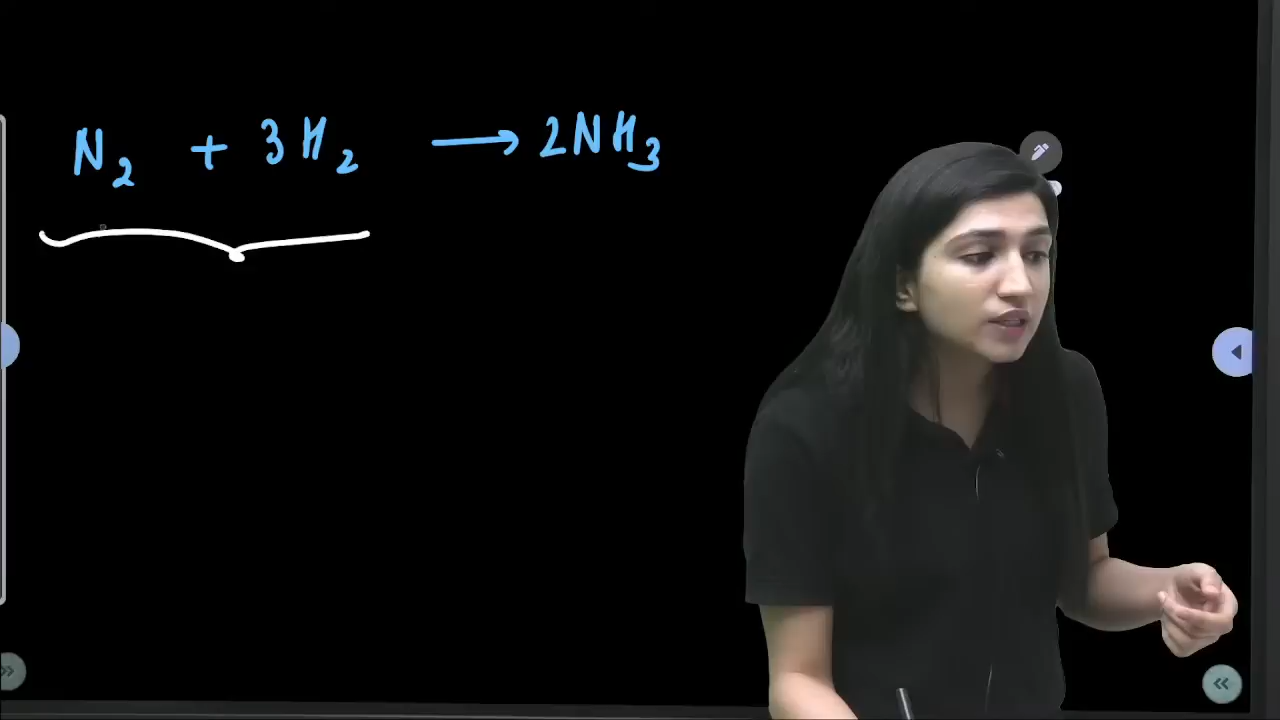 N₂ + 3H₂ ⟶ 2NH₃